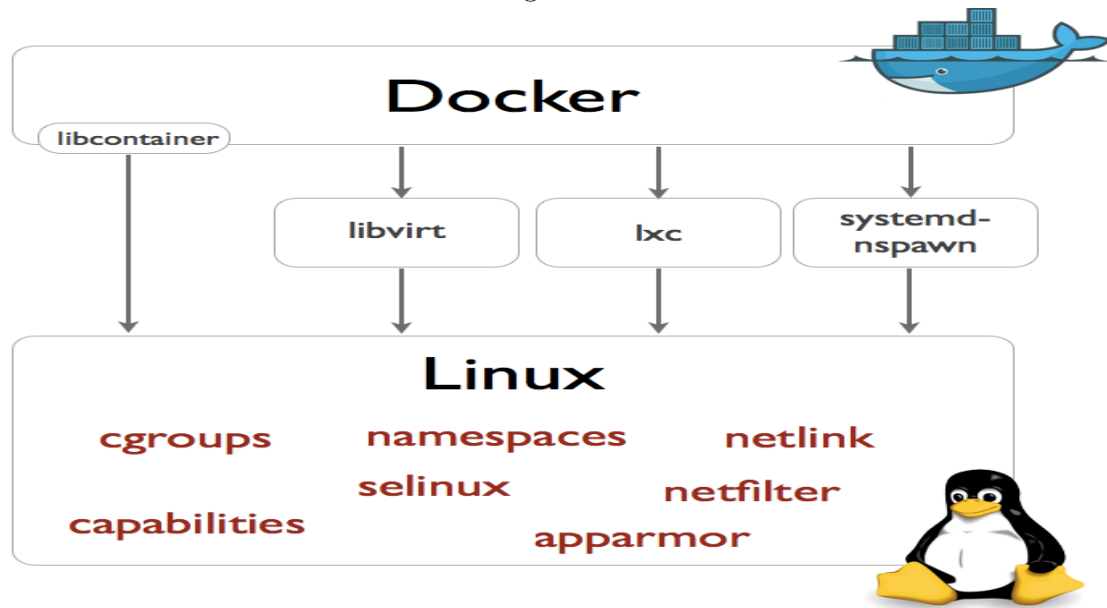 Docker
libcontainer
libvirt
lxc
systemd-
nspawn
Linux
cgroups
namespaces
netlink
selinux
netfilter
capabilities
apparmor